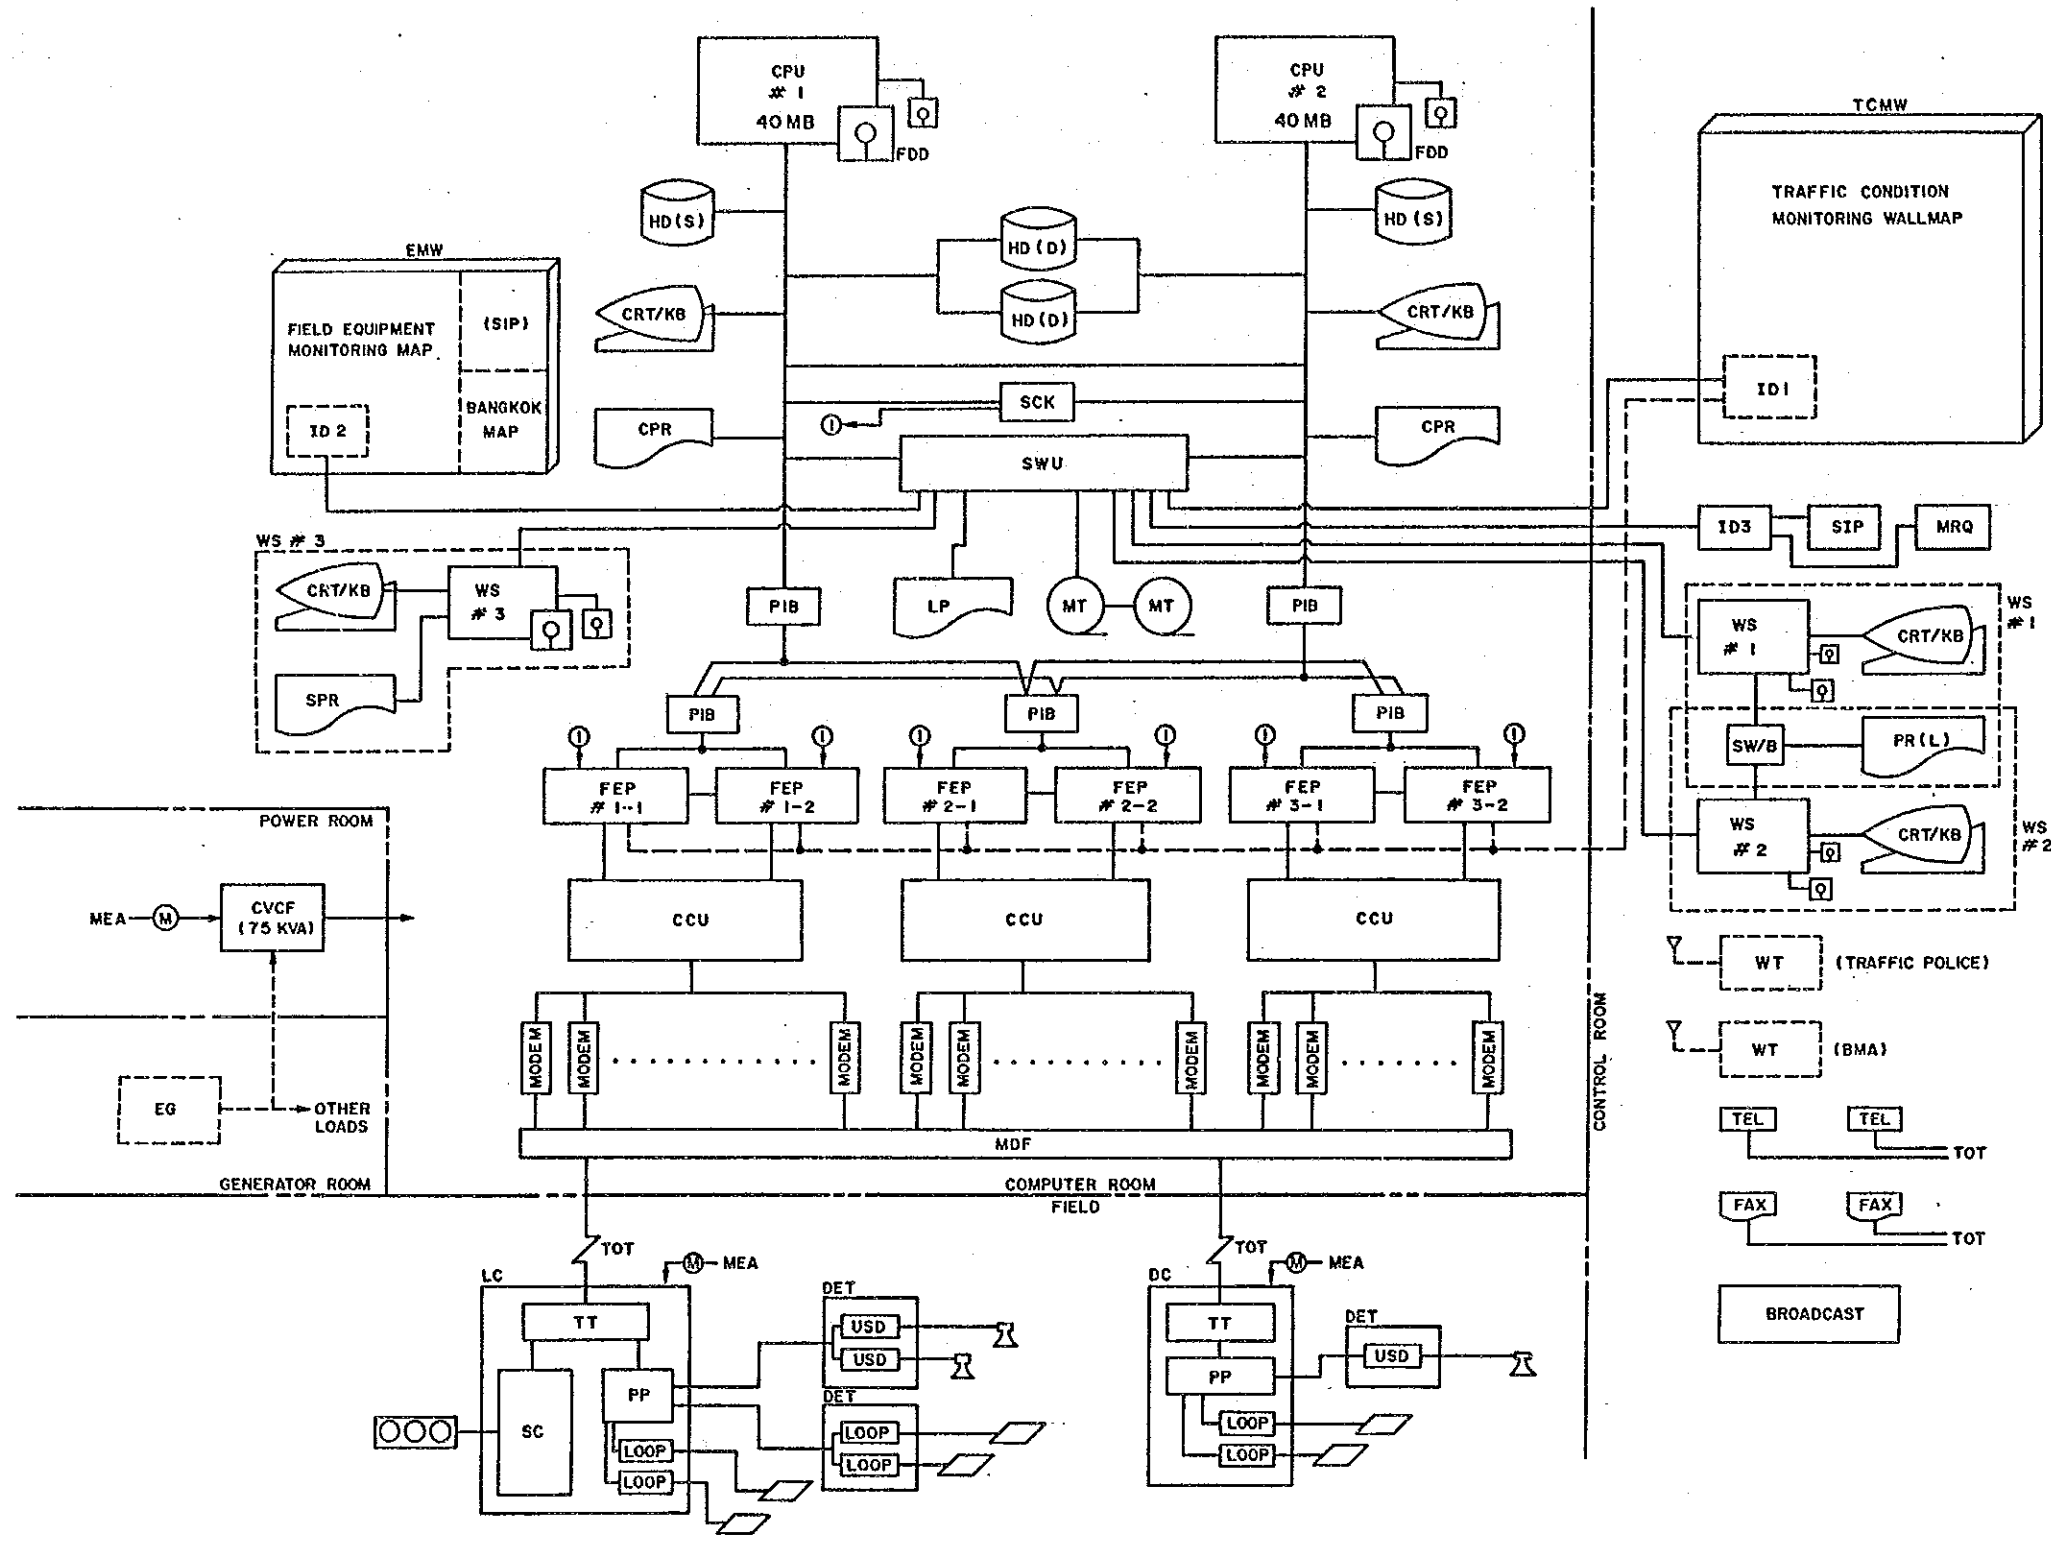 CPU
# 1
40MB
FDD
CPU
# 2
40MB
FDD
TCMW
TRAFFIC CONDITION
MONITORING WALLMAP
ID1
HD(S)
HD(D)
HD(D)
HD(S)
EMW
FIELD EQUIPMENT
MONITORING MAP
(SIP)
BANGKOK
MAP
ID2
CRT/KB
CRT/KB
SCK
I
CPR
CPR
SWU
WS # 3
CRT/KB
WS
# 3
SPR
PIB
LP
MT
MT
PIB
ID3
SIP
MRQ
WS
# 1
CRT/KB
WS
#1
SW/B
PR(L)
WS
# 2
CRT/KB
WS
#2
PIB
PIB
PIB
I
I
I
I
I
I
FEP
# 1-1
FEP
# 1-2
FEP
# 2-1
FEP
# 2-2
FEP
# 3-1
FEP
# 3-2
POWER ROOM
MEA
M
CVCF
(75 KVA)
CCU
CCU
CCU
WT
(TRAFFIC POLICE)
WT
(BMA)
MODEM
MODEM
MODEM
MODEM
MODEM
MODEM
MODEM
MODEM
MODEM
CONTROL ROOM
EG
OTHER
LOADS
MDF
TEL
TEL
TOT
GENERATOR ROOM
COMPUTER ROOM
FIELD
FAX
FAX
TOT
TOT
M
MEA
LC
TT
SC
PP
LOOP
LOOP
DET
USD
USD
DET
LOOP
LOOP
TOT
M
MEA
DC
TT
PP
LOOP
LOOP
DET
USD
BROADCAST